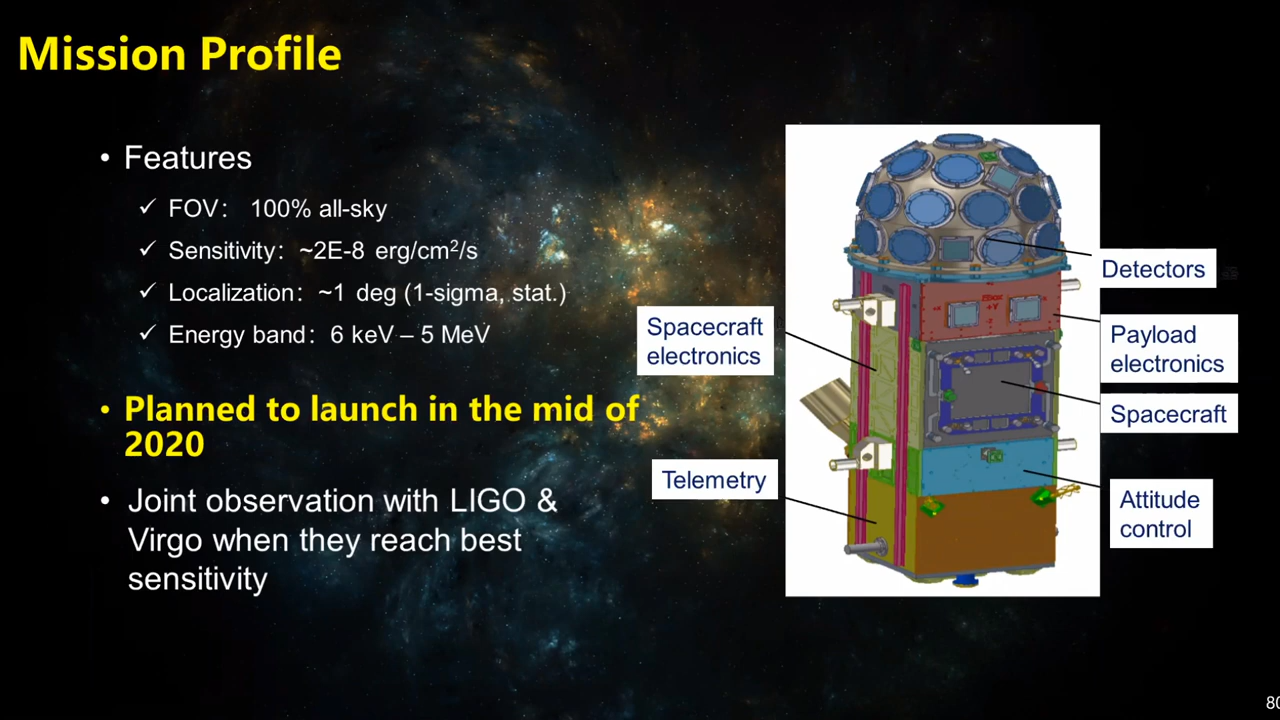 Mission Profile
• Features
✓ FOV: 100% all-sky
✓ Sensitivity: ~2E-8 erg/cm²/s
✓ Localization: ~1 deg (1-sigma, stat.)
✓ Energy band: 6 keV – 5 MeV
• Planned to launch in the mid of
2020
• Joint observation with LIGO &
Virgo when they reach best
sensitivity
Detectors
Spacecraft
electronics
Payload
electronics
Spacecraft
Telemetry
Attitude
control
80